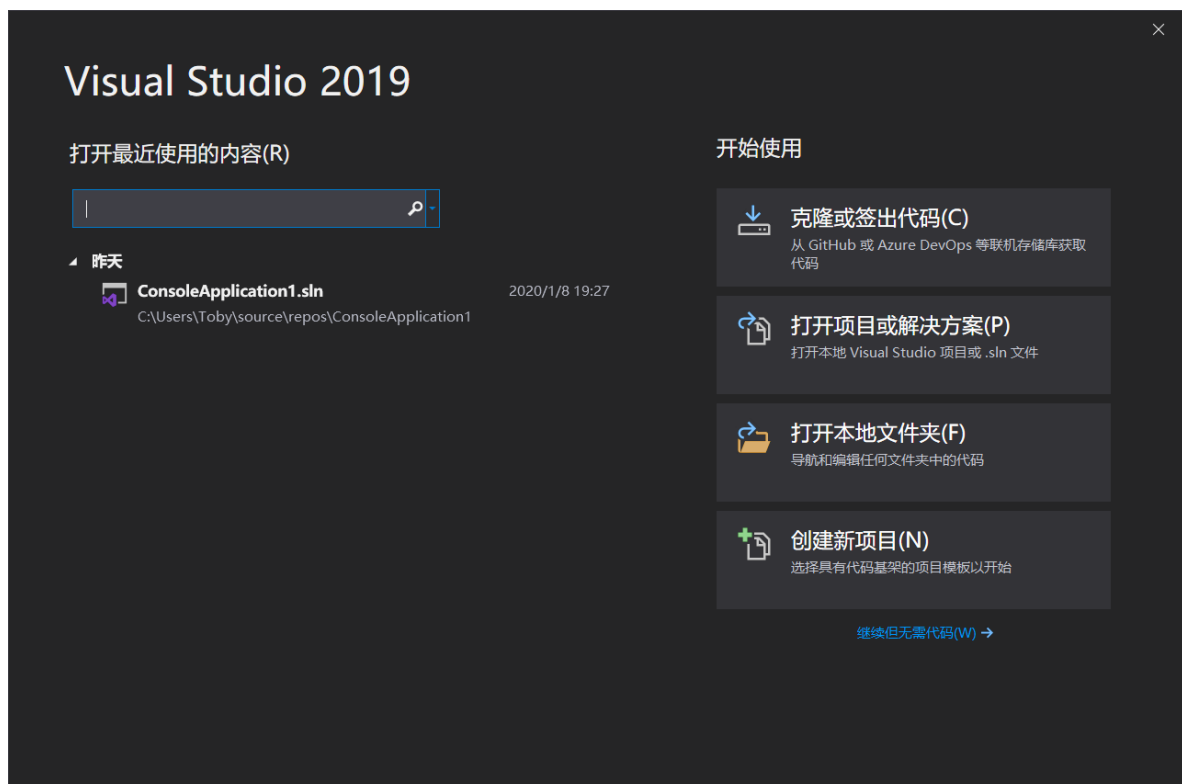 Visual Studio 2019
打开最近使用的内容(R)
昨天
ConsoleApplication1.sln 2020/1/8 19:27
C:\Users\Toby\source\repos\ConsoleApplication1
开始使用
克隆或签出代码(C)
从 GitHub 或 Azure DevOps 等联机存储库获取
代码
打开项目或解决方案(P)
打开本地 Visual Studio 项目或 .sln 文件
打开本地文件夹(F)
导航和编辑任何文件夹中的代码
创建新项目(N)
选择具有代码基架的项目模板以开始
继续但无需代码(W) →